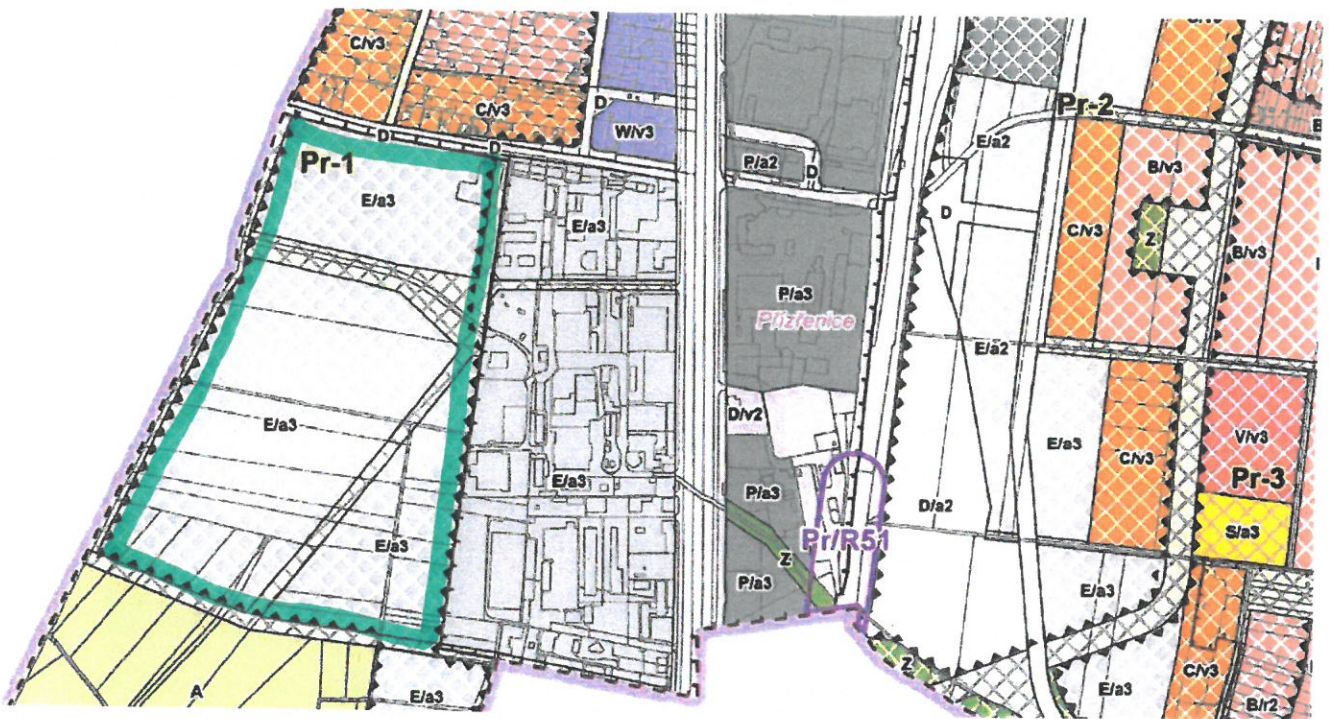 C/v3
C/v3
D
W/v3
D
D
Pr-1
E/a3
E/a3
P/a2
D
E/a2
Pr-2
B/v3
C/v3
Z
B/v3
D
P/a3
Přízřenice
E/a2
D/v2
E/a3
E/a3
E/a3
C/v3
V/v3
Pr-3
P/a3
D/a2
S/a3
E/a3
Pr/R51
Z
P/a3
E/a3
Z
A
E/a3
E/a3
C/v3
B/r2